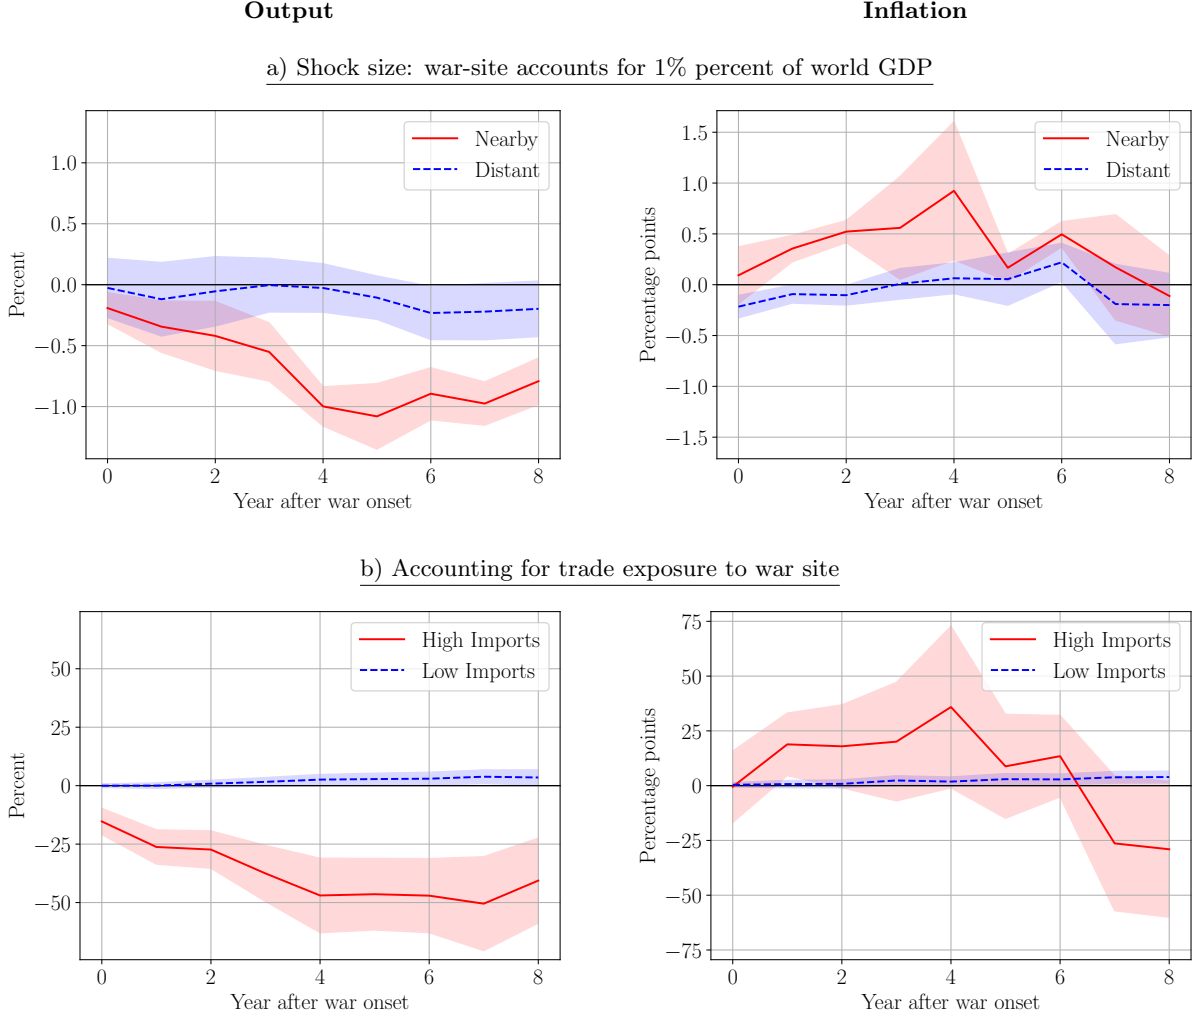 Output
Inflation
a) Shock size: war-site accounts for 1% percent of world GDP
Percent
1.0
0.5
0.0
−0.5
−1.0
0 2 4 6 8
Year after war onset
Nearby
Distant
Percentage points
1.5
1.0
0.5
0.0
−0.5
−1.0
−1.5
0 2 4 6 8
Year after war onset
Nearby
Distant
b) Accounting for trade exposure to war site
Percent
50
25
0
−25
−50
0 2 4 6 8
Year after war onset
High Imports
Low Imports
Percentage points
75
50
25
0
−25
−50
−75
0 2 4 6 8
Year after war onset
High Imports
Low Imports